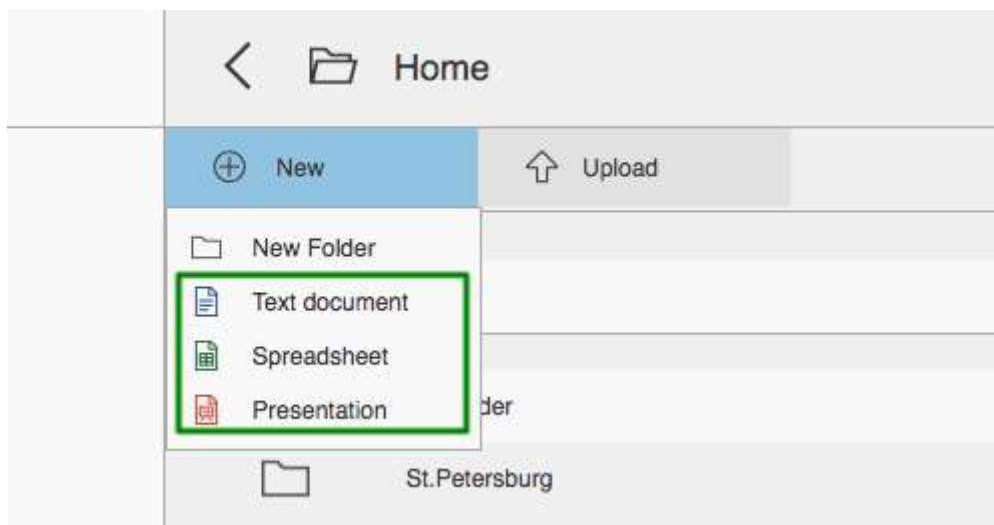 Home
New
Upload
New Folder
Text document
Spreadsheet
Presentation
der
St.Petersburg